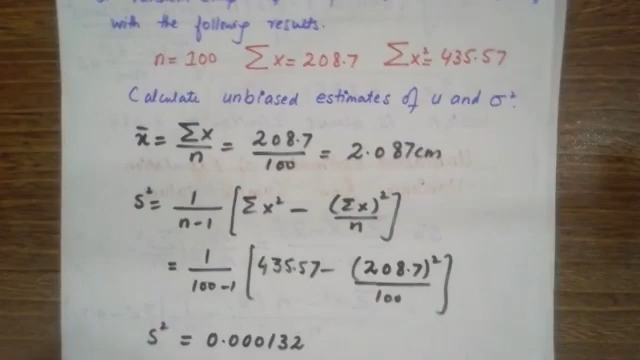 with the following results.
n = 100 Σx = 208.7 Σx² = 435.57
Calculate unbiased estimates of u and σ².
x̄ = Σx/n = 208.7/100 = 2.087cm
S² = 1/(n-1) [Σx² - (Σx)²/n]
= 1/(100-1) [435.57 - (208.7)²/100]
S² = 0.000132